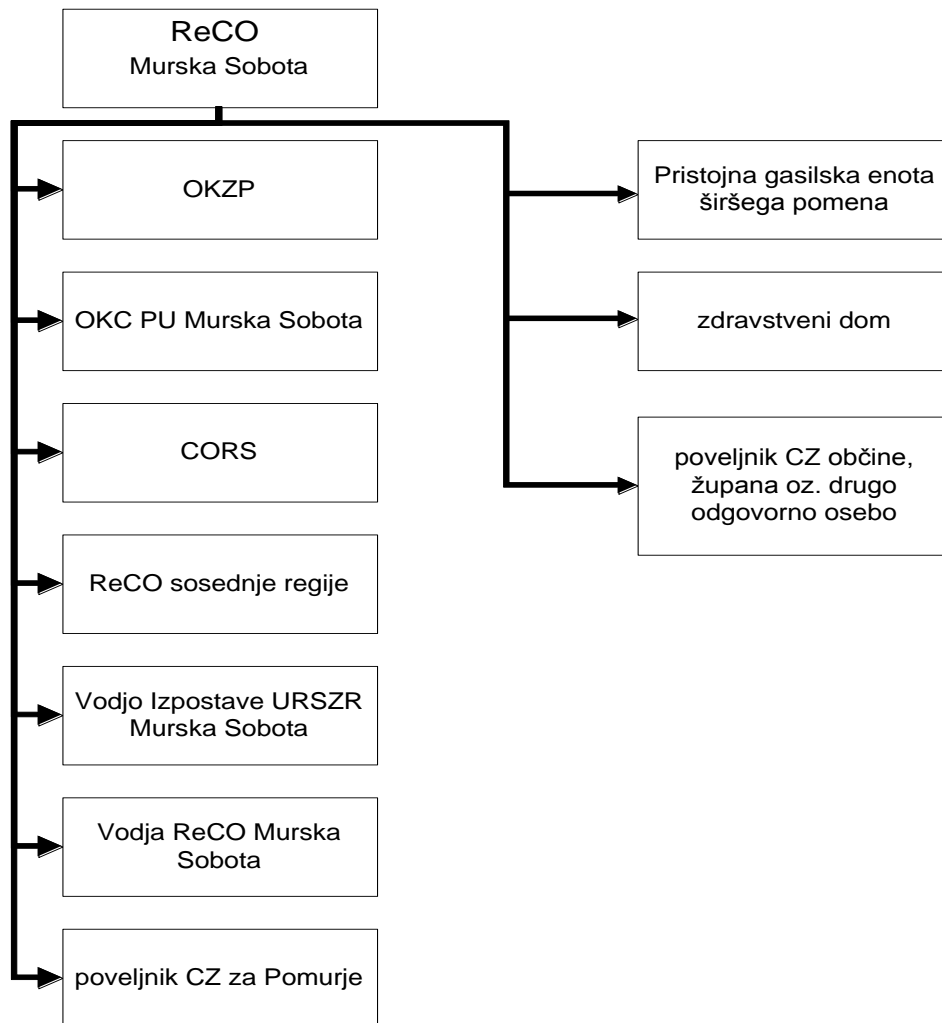 ReCO
Murska Sobota
OKZP
OKC PU Murska Sobota
CORS
ReCO sosednje regije
Vodjo Izpostave URSZR
Murska Sobota
Vodja ReCO Murska
Sobota
poveljnik CZ za Pomurje
Pristojna gasilska enota
širšega pomena
zdravstveni dom
poveljnik CZ občine,
župana oz. drugo
odgovorno osebo